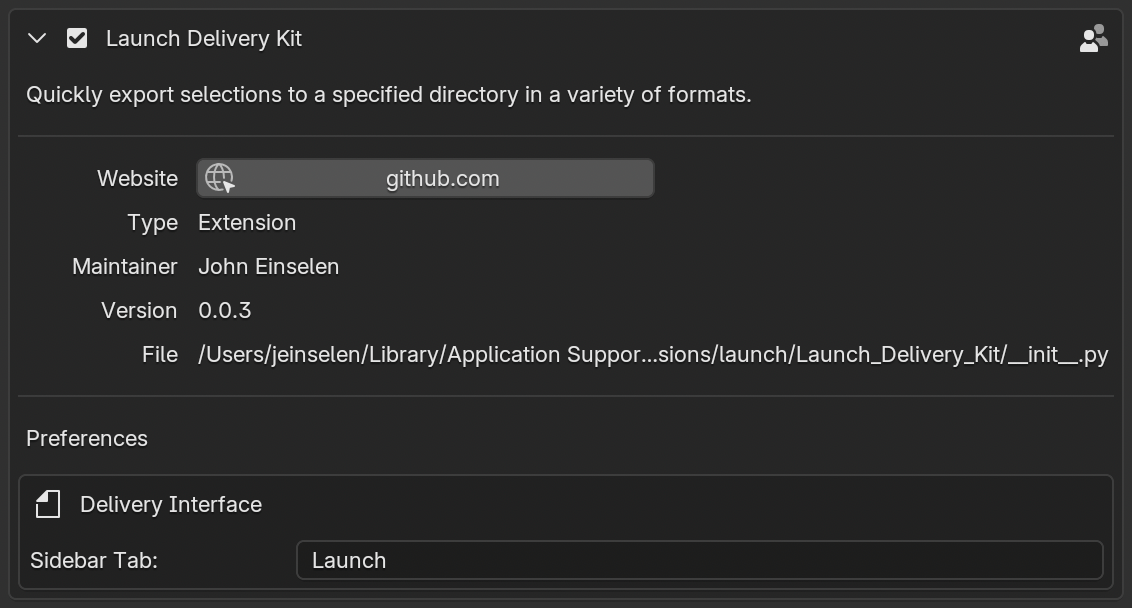 Launch Delivery Kit
Quickly export selections to a specified directory in a variety of formats.
Website github.com
Type Extension
Maintainer John Einselen
Version 0.0.3
File /Users/jeinselen/Library/Application Suppor...sions/launch/Launch_Delivery_Kit/__init__.py
Preferences
Delivery Interface
Sidebar Tab: Launch